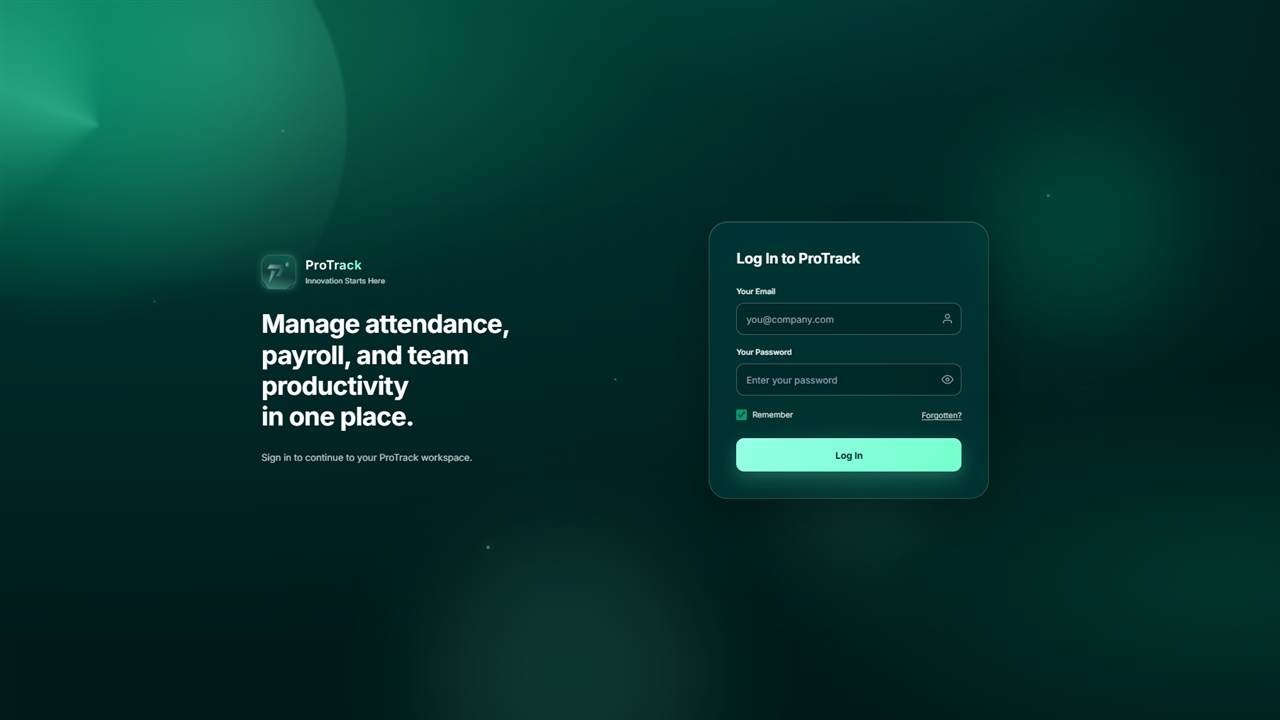 ProTrack
Innovation Starts Here
Manage attendance,
payroll, and team
productivity
in one place.
Sign in to continue to your ProTrack workspace.
Log In to ProTrack
Your Email
you@company.com
Your Password
Enter your password
Remember
Forgotten?
Log In